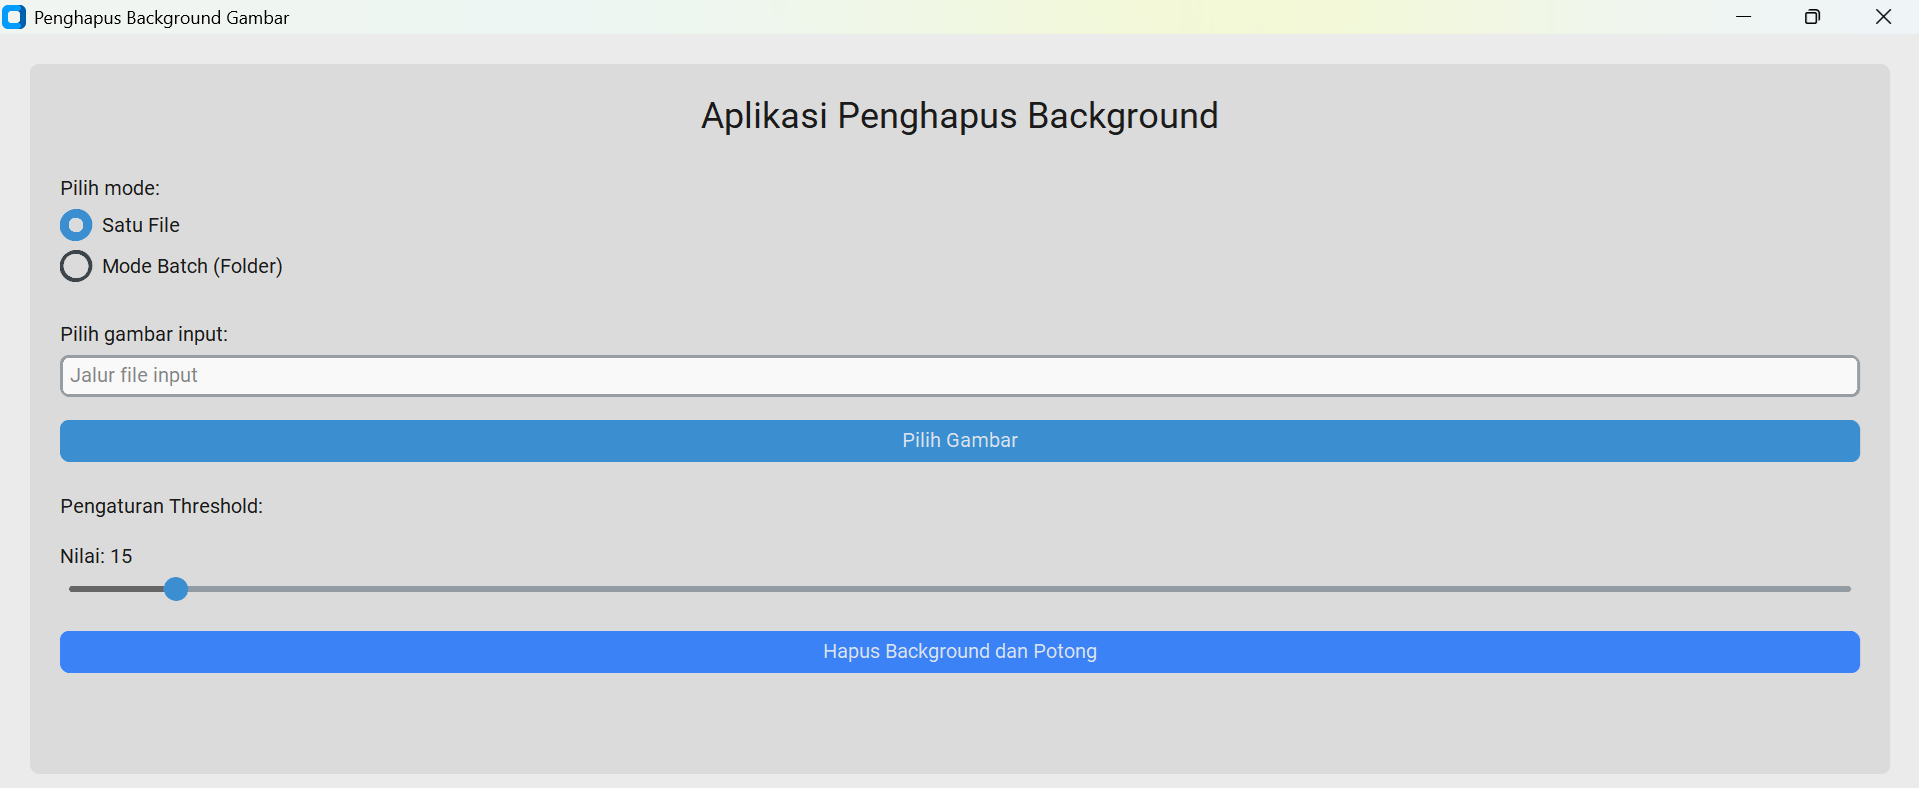 Penghapus Background Gambar
Aplikasi Penghapus Background
Pilih mode:
Satu File
Mode Batch (Folder)
Pilih gambar input:
Jalur file input
Pilih Gambar
Pengaturan Threshold:
Nilai: 15
Hapus Background dan Potong